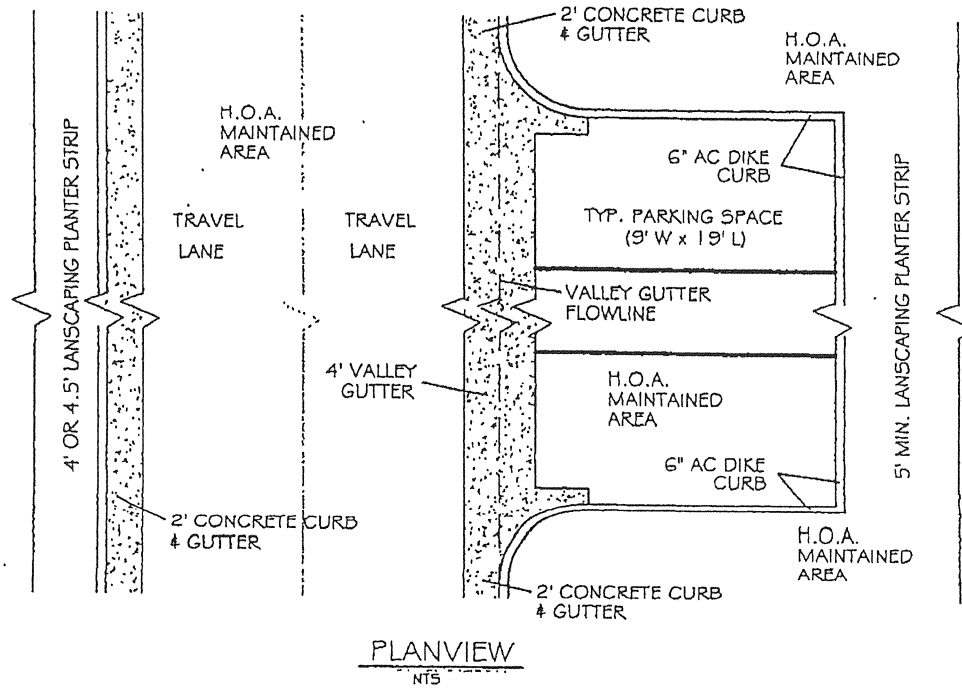 2' CONCRETE CURB
& GUTTER
H.O.A.
MAINTAINED
AREA
H.O.A.
MAINTAINED
AREA
4' OR 4.5' LANSCAPING PLANTER STRIP
6" AC DIKE
CURB
TRAVEL
LANE
TRAVEL
LANE
TYP. PARKING SPACE
(9' W x 19' L)
5' MIN. LANSCAPING PLANTER STRIP
VALLEY GUTTER
FLOWLINE
4' VALLEY
GUTTER
H.O.A.
MAINTAINED
AREA
6" AC DIKE
CURB
2' CONCRETE CURB
& GUTTER
H.O.A.
MAINTAINED
AREA
2' CONCRETE CURB
& GUTTER
PLANVIEW
NTS